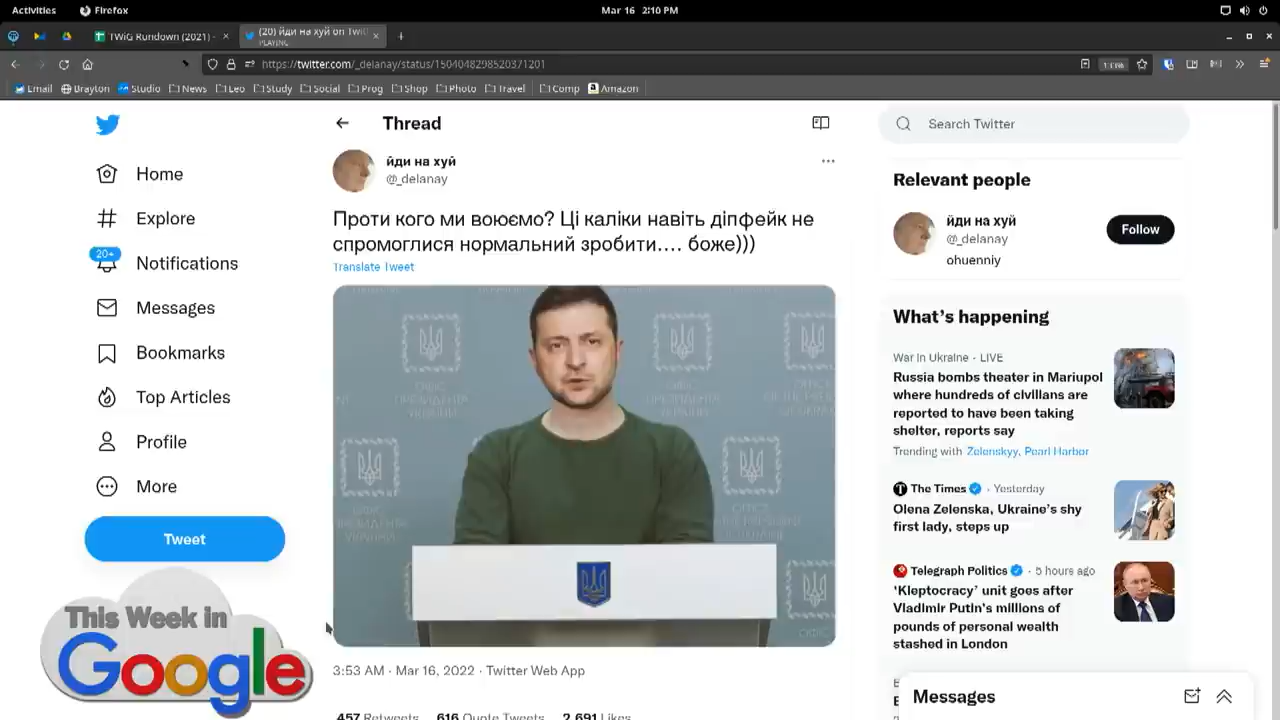 Activities
Firefox
Mar 16 2:10 PM
TWiG Rundown (2021) -
(20) йди на хуй on Twit
PLAYING
https://twitter.com/_delanay/status/1504048298520371201
Email
Brayton
Studio
News
Leo
Study
Social
Prog
Shop
Photo
Travel
Comp
Amazon
Home
Explore
20+
Notifications
Messages
Bookmarks
Top Articles
Profile
More
Tweet
This Week in
Google
Thread
йди на хуй
@_delanay
Проти кого ми воюємо? Ці каліки навіть діпфейк не
спромоглися нормальний зробити.... боже)))
Translate Tweet
3:53 AM · Mar 16, 2022 · Twitter Web App
457 Retweets 616 Quote Tweets 2,691 Likes
Search Twitter
Relevant people
йди на хуй
@_delanay
ohuenniy
Follow
What's happening
War in Ukraine · LIVE
Russia bombs theater in Mariupol
where hundreds of civilians are
reported to have been taking
shelter, reports say
Trending with Zelenskyy, Pearl Harbor
The Times · Yesterday
Olena Zelenska, Ukraine's shy
first lady, steps up
Telegraph Politics · 5 hours ago
'Kleptocracy' unit goes after
Vladimir Putin's millions of
pounds of personal wealth
stashed in London
Messages